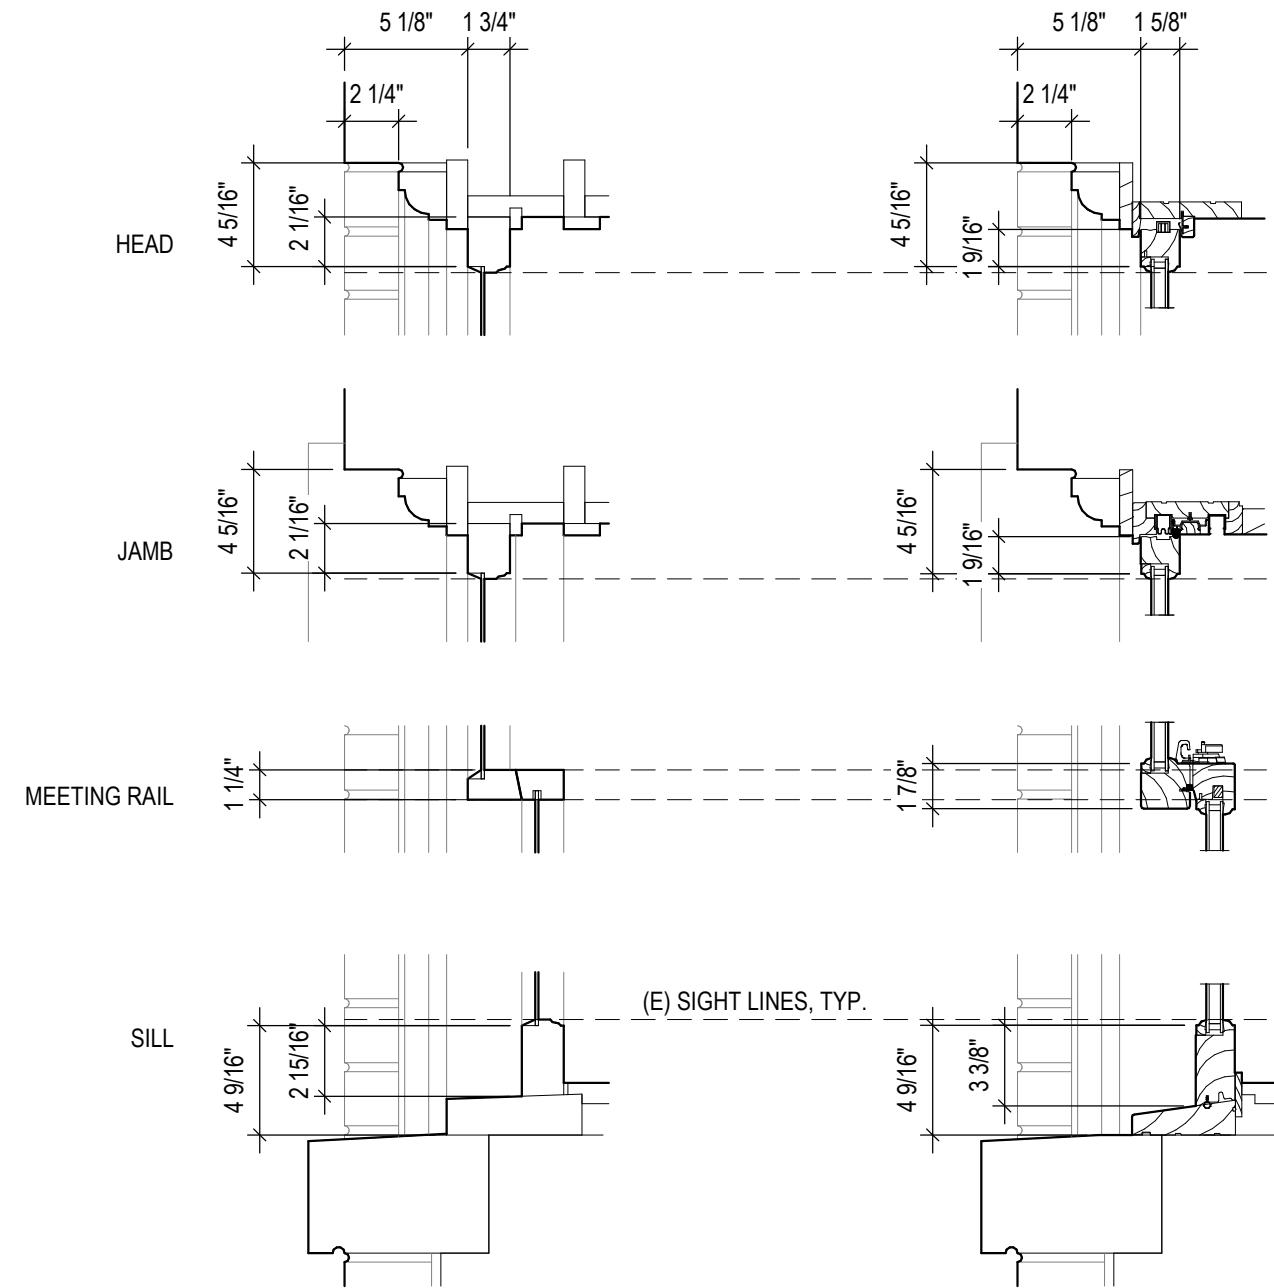 5 1/8" 1 3/4" 5 1/8" 1 5/8"
2 1/4" 2 1/4"
HEAD 4 5/16" 2 1/16" 4 5/16" 1 9/16"
JAMB 4 5/16" 2 1/16" 4 5/16" 1 9/16"
MEETING RAIL 1 1/4" 1 7/8"
(E) SIGHT LINES, TYP.
SILL 4 9/16" 2 15/16" 4 9/16" 3 3/8"